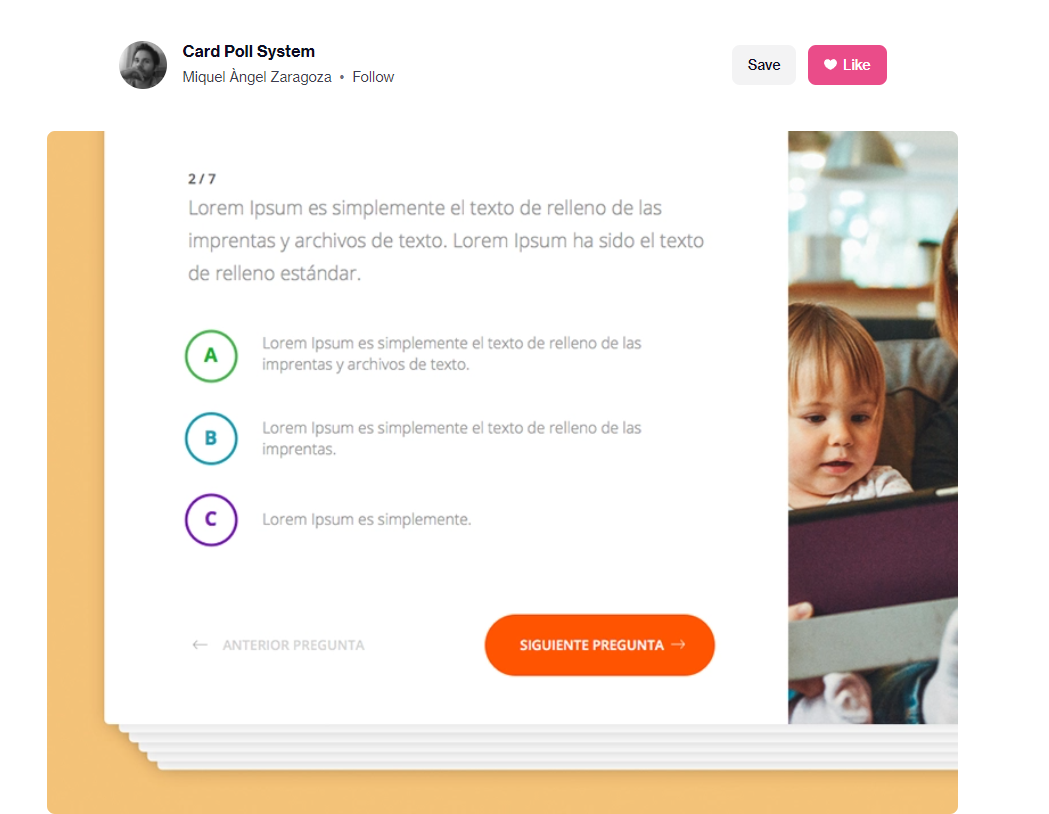 Card Poll System
Miquel Àngel Zaragoza • Follow
Save
Like
2 / 7
Lorem Ipsum es simplemente el texto de relleno de las
imprentas y archivos de texto. Lorem Ipsum ha sido el texto
de relleno estándar.
A
Lorem Ipsum es simplemente el texto de relleno de las
imprentas y archivos de texto.
B
Lorem Ipsum es simplemente el texto de relleno de las
imprentas.
C
Lorem Ipsum es simplemente.
← ANTERIOR PREGUNTA
SIGUIENTE PREGUNTA →